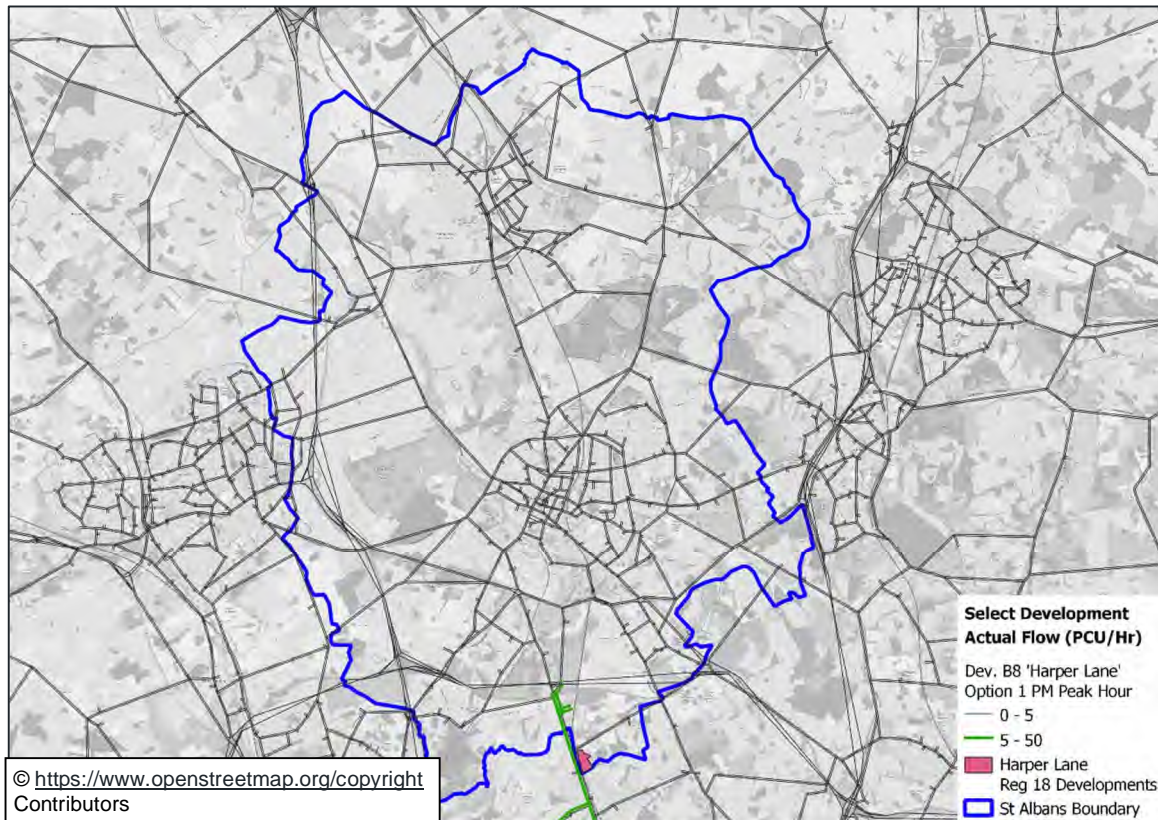 Select Development
Actual Flow (PCU/Hr)
Dev. B8 'Harper Lane'
Option 1 PM Peak Hour
0 - 5
5 - 50
Harper Lane
Reg 18 Developments
St Albans Boundary
© https://www.openstreetmap.org/copyright
Contributors